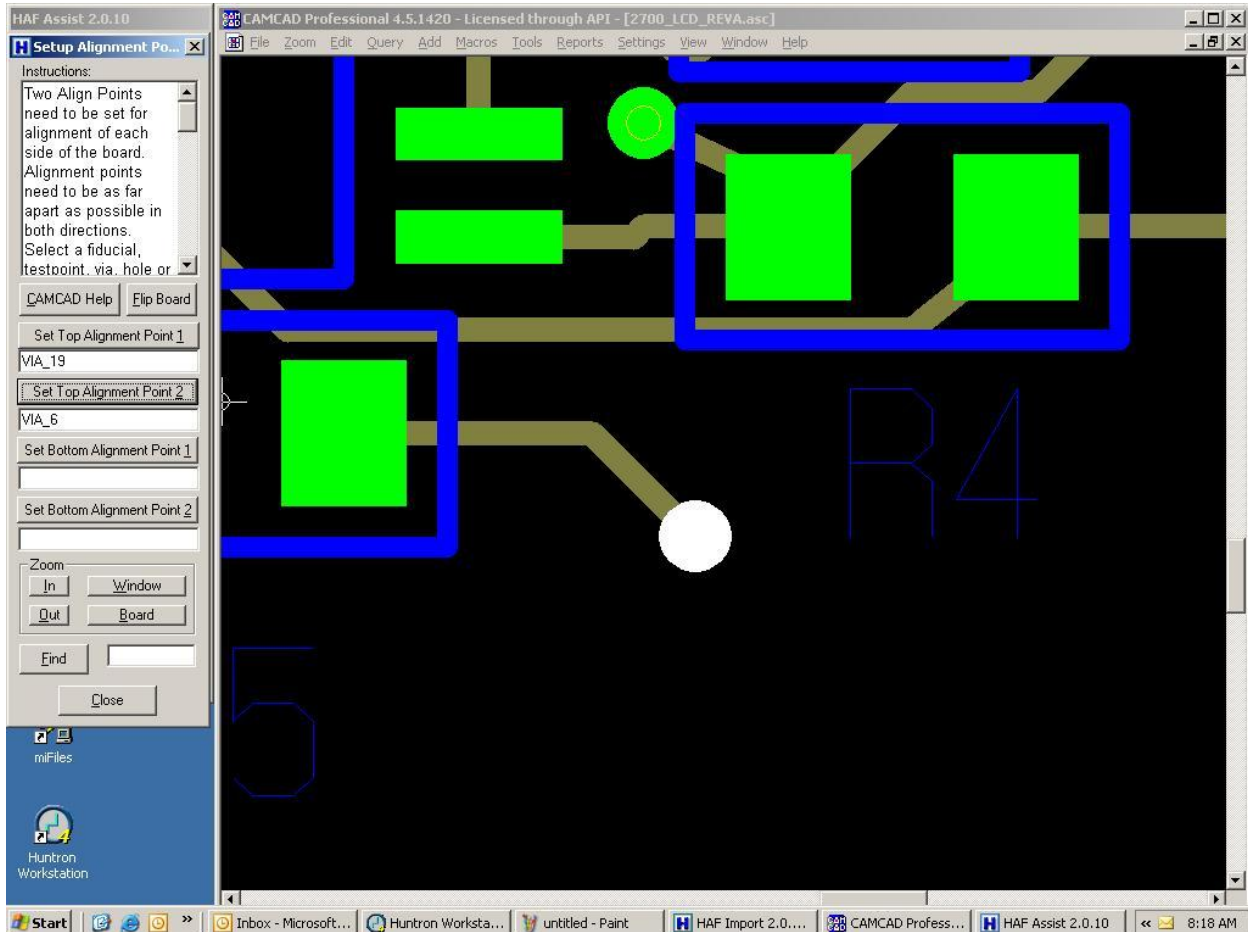 HAF Assist 2.0.10
CAMCAD Professional 4.5.1420 - Licensed through API - [2700_LCD_REVA.asc]
File Zoom Edit Query Add Macros Tools Reports Settings View Window Help
Setup Alignment Po...
Instructions:
Two Align Points
need to be set for
alignment of each
side of the board.
Alignment points
need to be as far
apart as possible in
both directions.
Select a fiducial,
testpoint, via, hole or
CAMCAD Help
Flip Board
Set Top Alignment Point 1
VIA_19
Set Top Alignment Point 2
VIA_6
Set Bottom Alignment Point 1
Set Bottom Alignment Point 2
Zoom
In
Window
Out
Board
Find
Close
R4
5
miFiles
Huntron
Workstation
Start
Inbox - Microsoft...
Huntron Worksta...
untitled - Paint
HAF Import 2.0....
CAMCAD Profess...
HAF Assist 2.0.10
8:18 AM